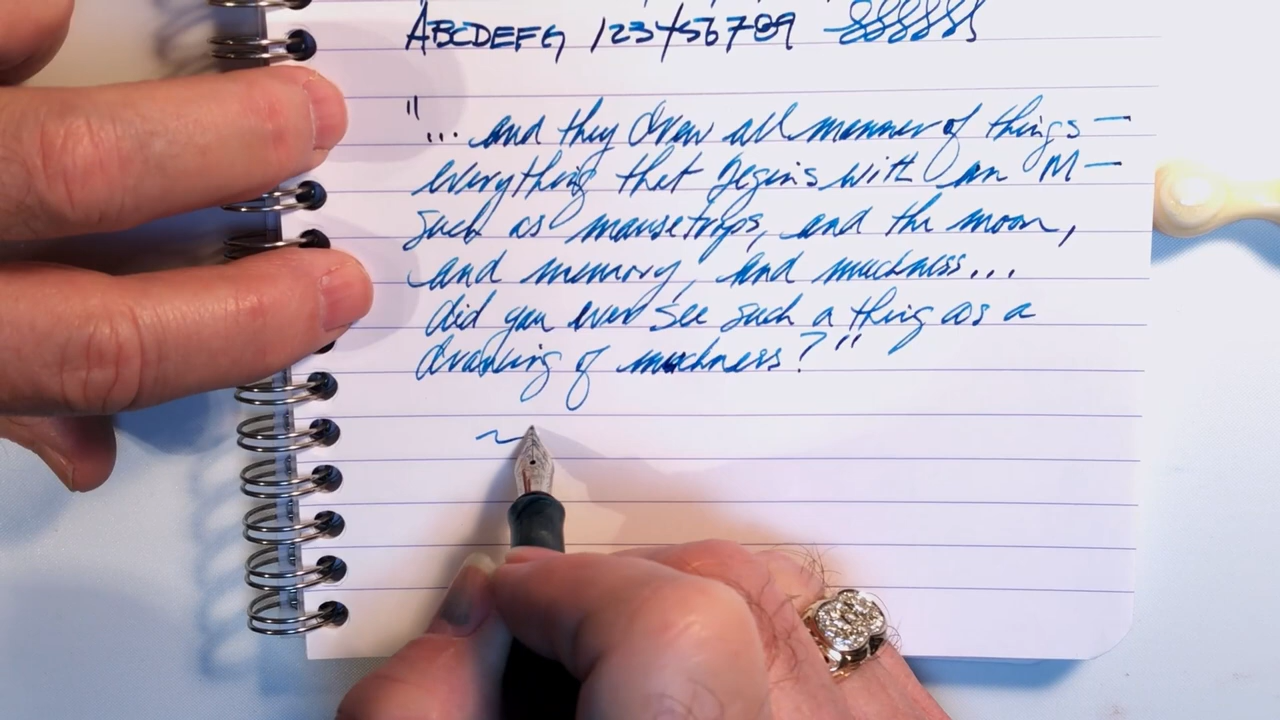 ABCDEFG 123456789
"... and they drew all manner of things —
everything that begins with an M —
such as mousetraps, and the moon,
and memory, and muchness...
did you ever see such a thing as a
drawing of muchness?"
~